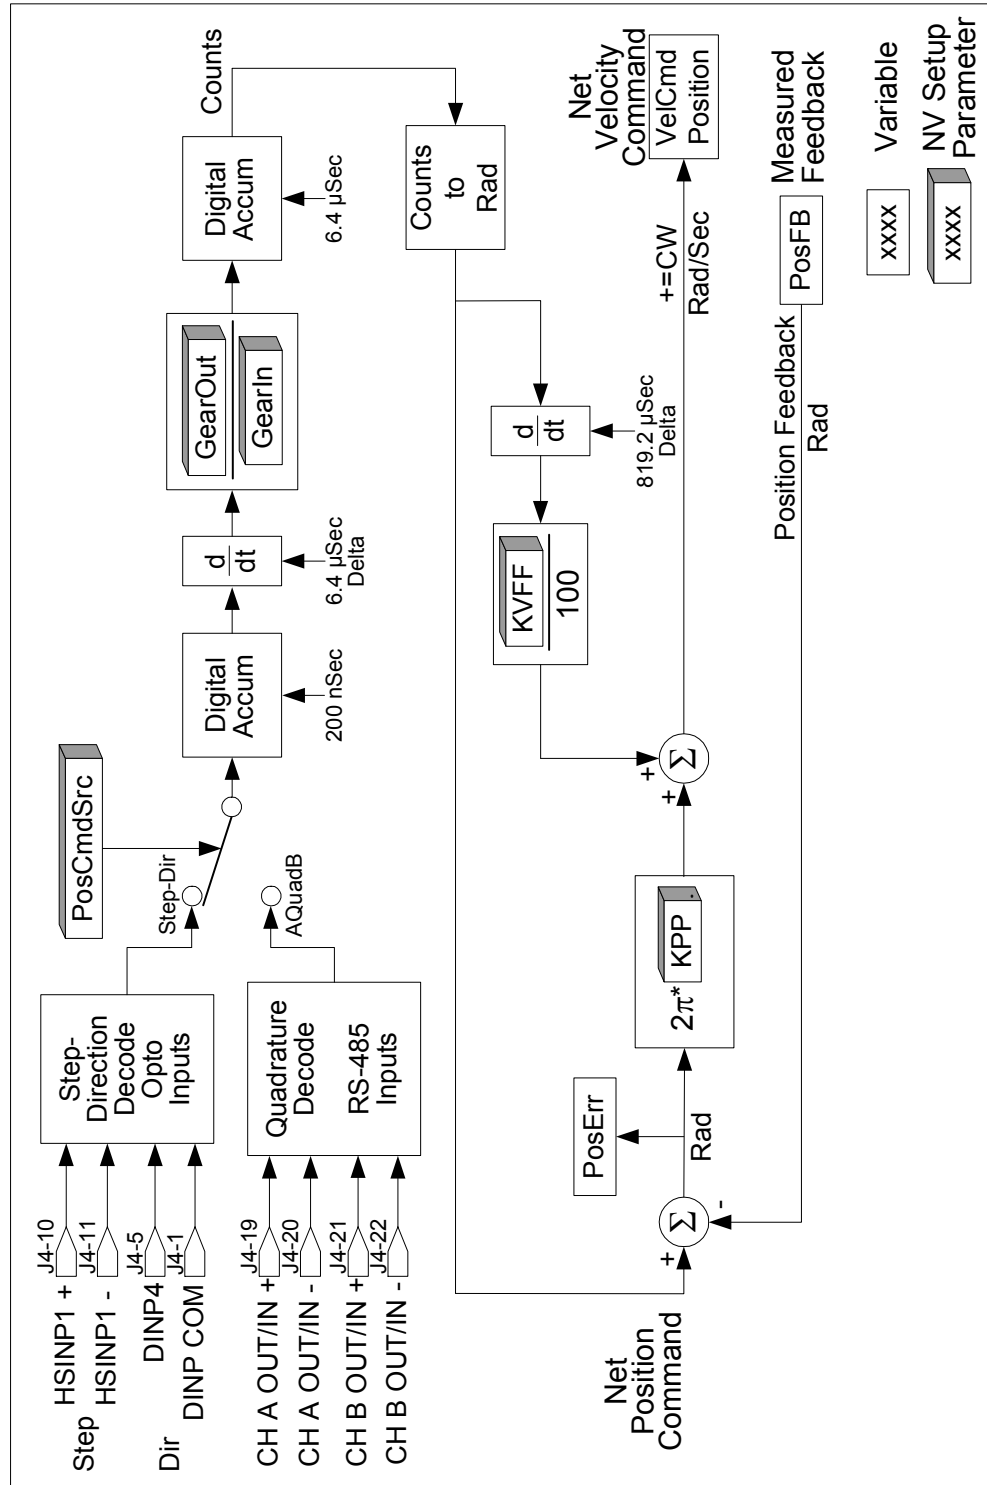 Step
HSINP1 +
J4-10
HSINP1 -
J4-11
Dir
DINP4
J4-5
DINP COM
J4-1
Step-
Direction
Decode
Opto
Inputs
CH A OUT/IN +
J4-19
CH A OUT/IN -
J4-20
CH B OUT/IN +
J4-21
CH B OUT/IN -
J4-22
Quadrature
Decode
RS-485
Inputs
PosCmdSrc
Step-Dir
AQuadB
Digital
Accum
200 nSec
d
dt
6.4 µSec
Delta
GearOut
GearIn
Digital
Accum
6.4 µSec
Counts
Counts
to
Rad
d
dt
819.2 µSec
Delta
KVFF
100
Net
Position
Command
+
Σ
-
Rad
PosErr
2π*
KPP
+
+
Σ
+=CW
Rad/Sec
Net
Velocity
Command
VelCmd
Position
Position Feedback
Rad
PosFB
Measured
Feedback
xxxx
Variable
xxxx
NV Setup
Parameter